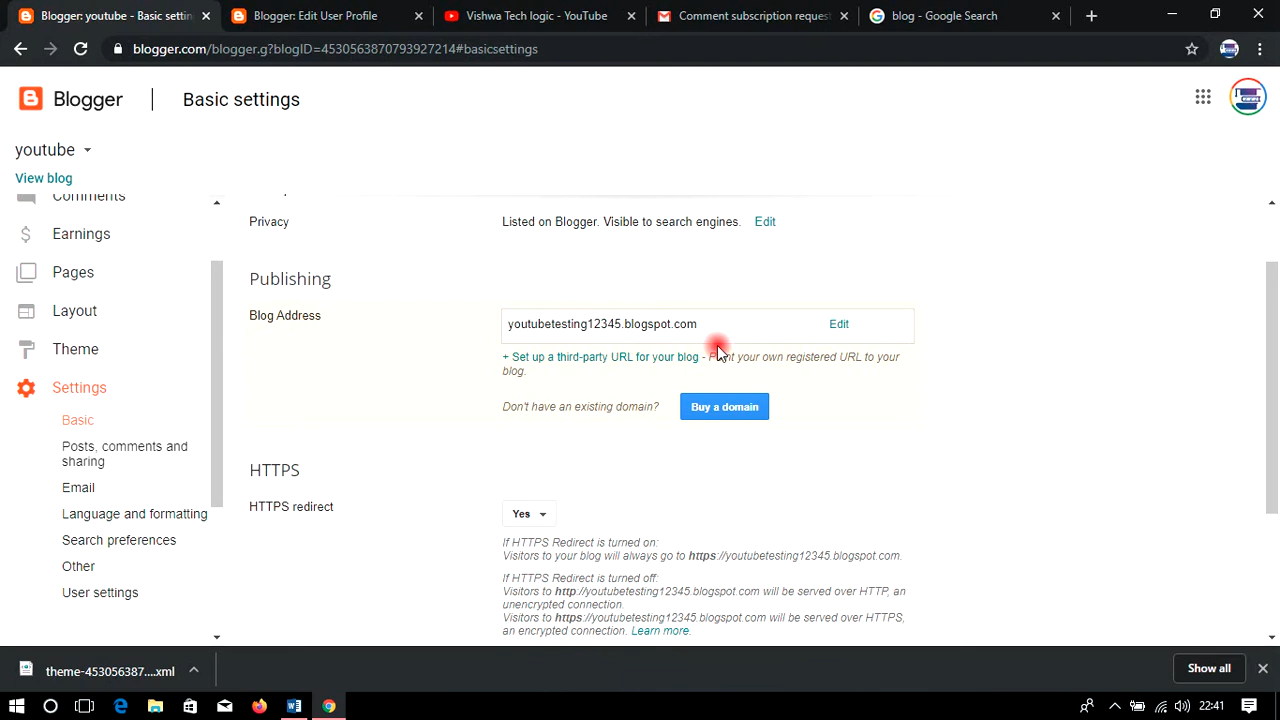 Blogger: youtube - Basic settin
Blogger: Edit User Profile
Vishwa Tech logic - YouTube
Comment subscription request
blog - Google Search
blogger.com/blogger.g?blogID=4530563870793927214#basicsettings
Blogger
Basic settings
youtube
View blog
Comments
Earnings
Pages
Layout
Theme
Settings
Basic
Posts, comments and
sharing
Email
Language and formatting
Search preferences
Other
User settings
Privacy
Listed on Blogger. Visible to search engines. Edit
Publishing
Blog Address
youtubetesting12345.blogspot.com Edit
+ Set up a third-party URL for your blog - your own registered URL to your
blog.
Don't have an existing domain? Buy a domain
HTTPS
HTTPS redirect
Yes
If HTTPS Redirect is turned on:
Visitors to your blog will always go to https://youtubetesting12345.blogspot.com.
If HTTPS Redirect is turned off:
Visitors to http://youtubetesting12345.blogspot.com will be served over HTTP, an
unencrypted connection.
Visitors to https://youtubetesting12345.blogspot.com will be served over HTTPS,
an encrypted connection. Learn more.
theme-453056387....xml
Show all
22:41